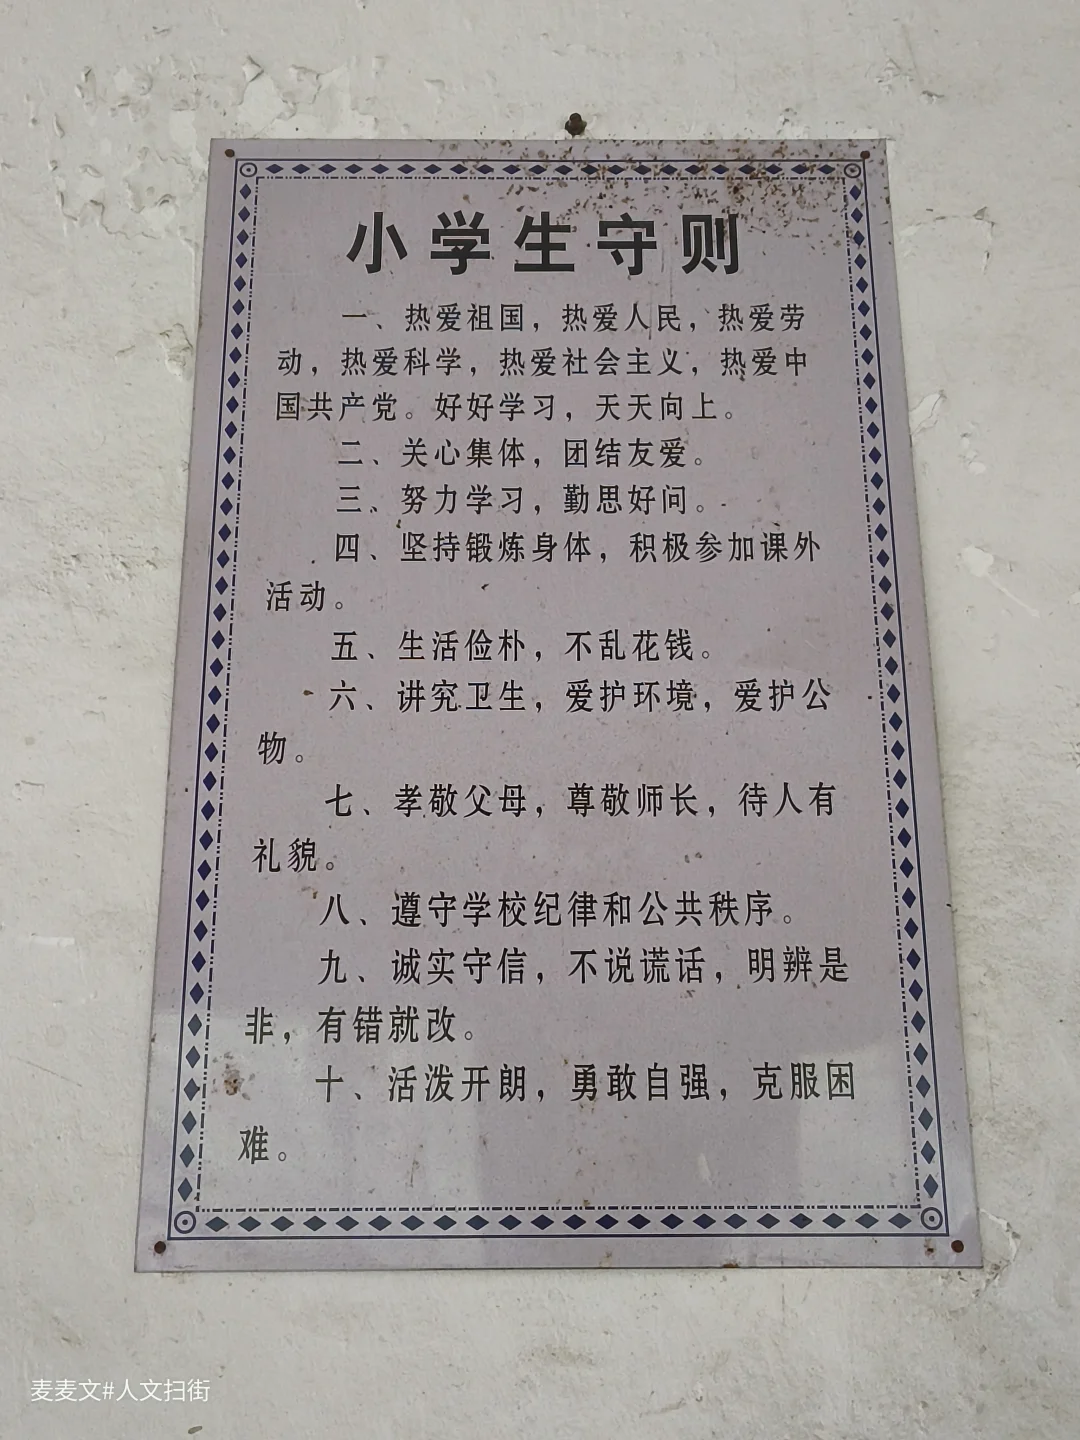 小学生守则
一、热爱祖国，热爱人民，热爱劳
动，热爱科学，热爱社会主义，热爱中
国共产党。好好学习，天天向上。
二、关心集体，团结友爱。
三、努力学习，勤思好问。
四、坚持锻炼身体，积极参加课外
活动。
五、生活俭朴，不乱花钱。
六、讲究卫生，爱护环境，爱护公
物。
七、孝敬父母，尊敬师长，待人有
礼貌。
八、遵守学校纪律和公共秩序。
九、诚实守信，不说谎话，明辨是
非，有错就改。
十、活泼开朗，勇敢自强，克服困
难。
麦麦文#人文扫街